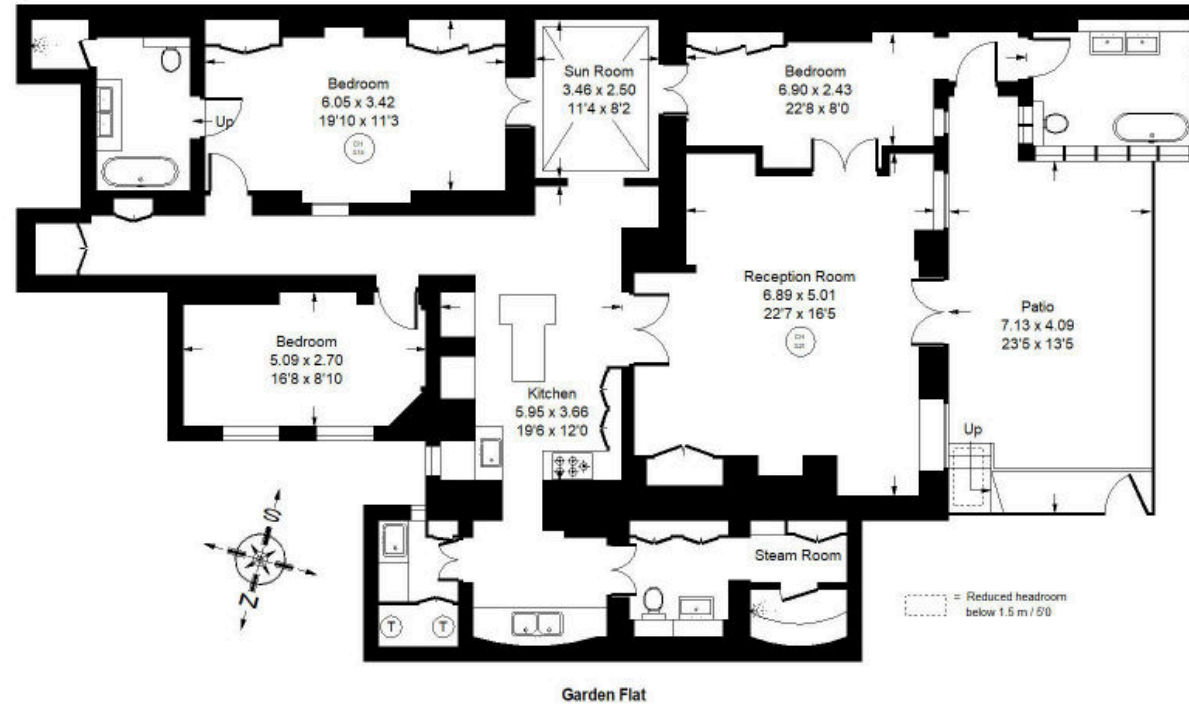 Bedroom
6.05 x 3.42
19'10 x 11'3
CH
Up
Sun Room
3.46 x 2.50
11'4 x 8'2
Bedroom
6.90 x 2.43
22'8 x 8'0
Reception Room
6.89 x 5.01
22'7 x 16'5
CH
3.21
Patio
7.13 x 4.09
23'5 x 13'5
Up
Bedroom
5.09 x 2.70
16'8 x 8'10
Kitchen
5.95 x 3.66
19'6 x 12'0
Steam Room
T
T
S
N
= Reduced headroom
below 1.5 m / 5'0
Garden Flat